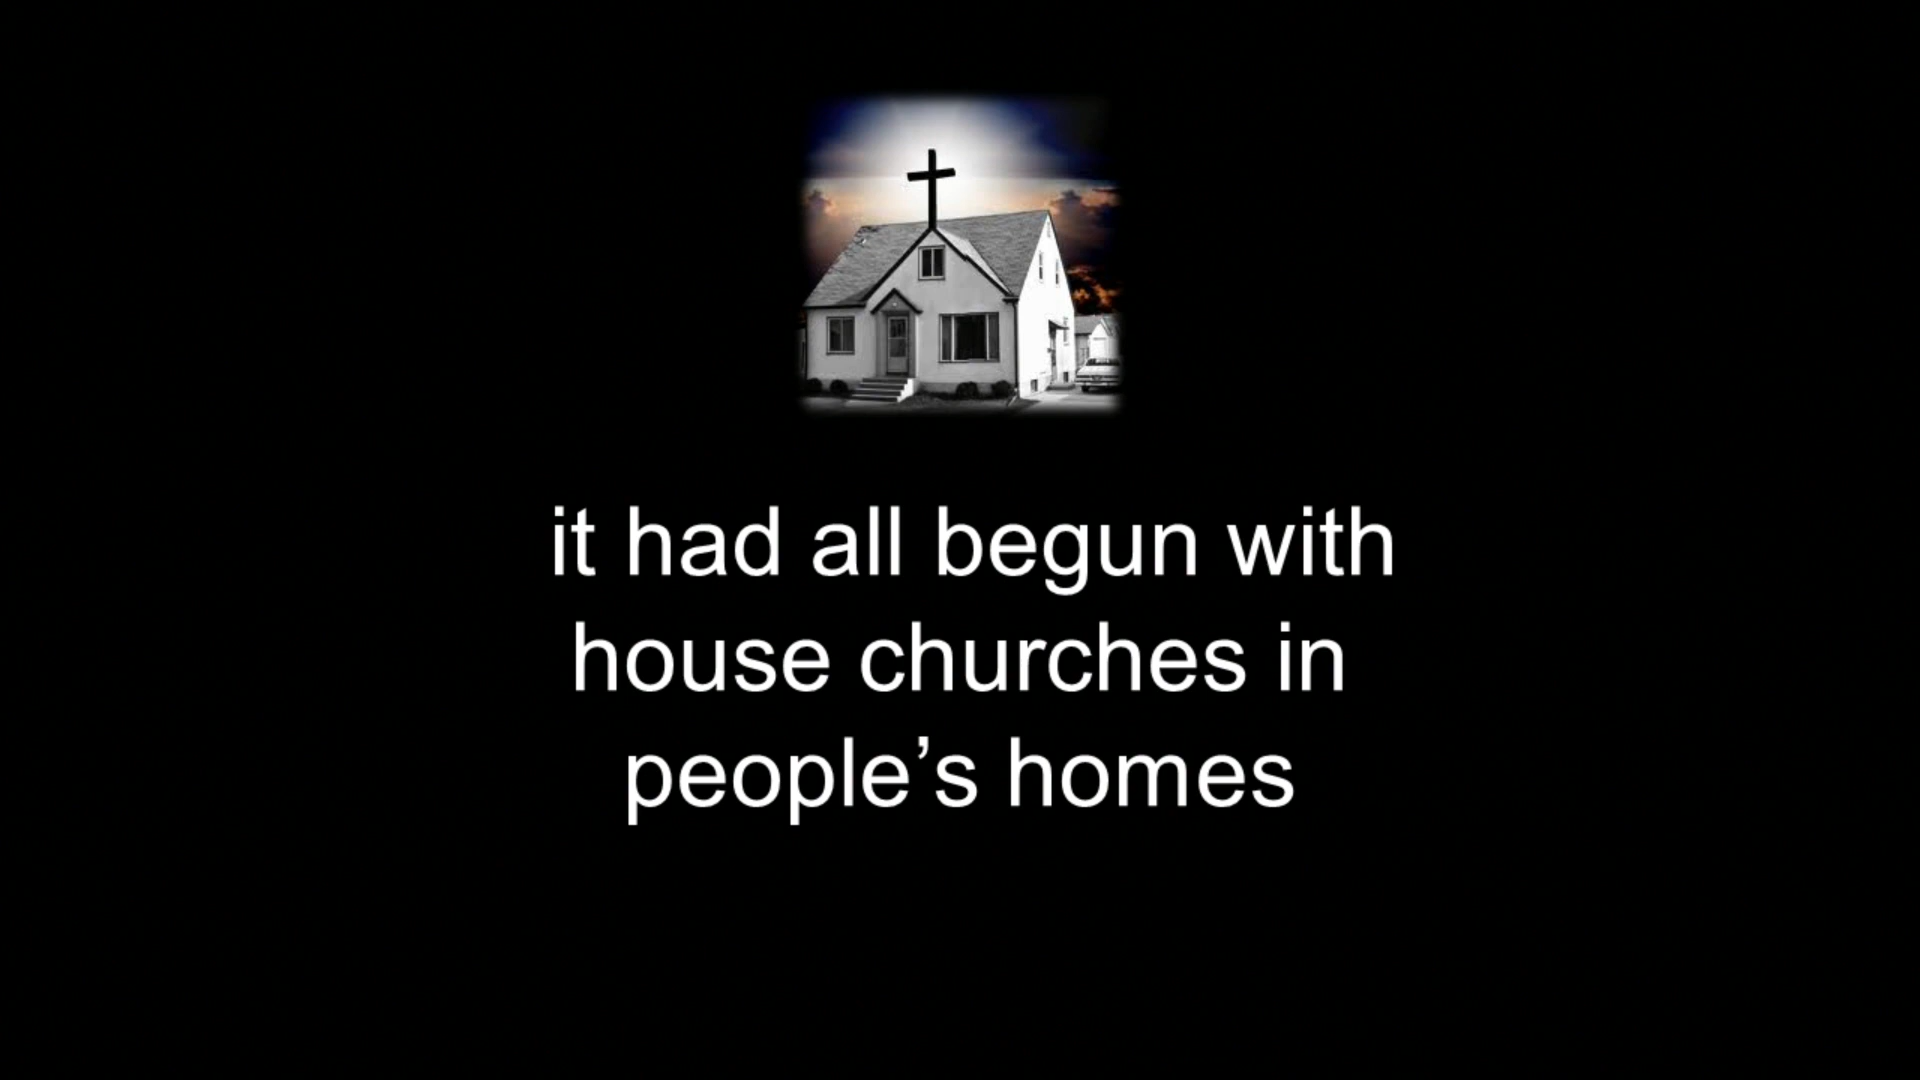 it had all begun with
house churches in
people’s homes